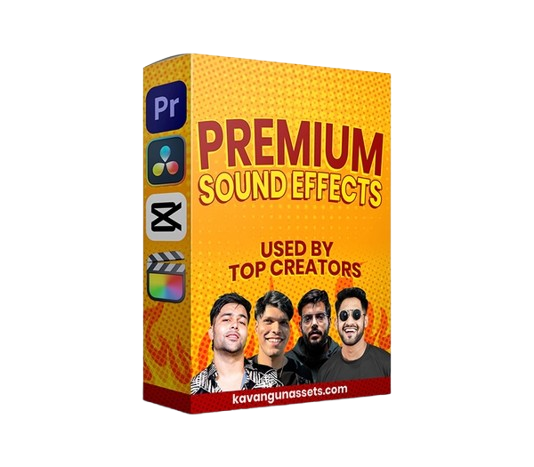 Pr
PREMIUM
SOUND EFFECTS
USED BY
TOP CREATORS
kavangunassets.com